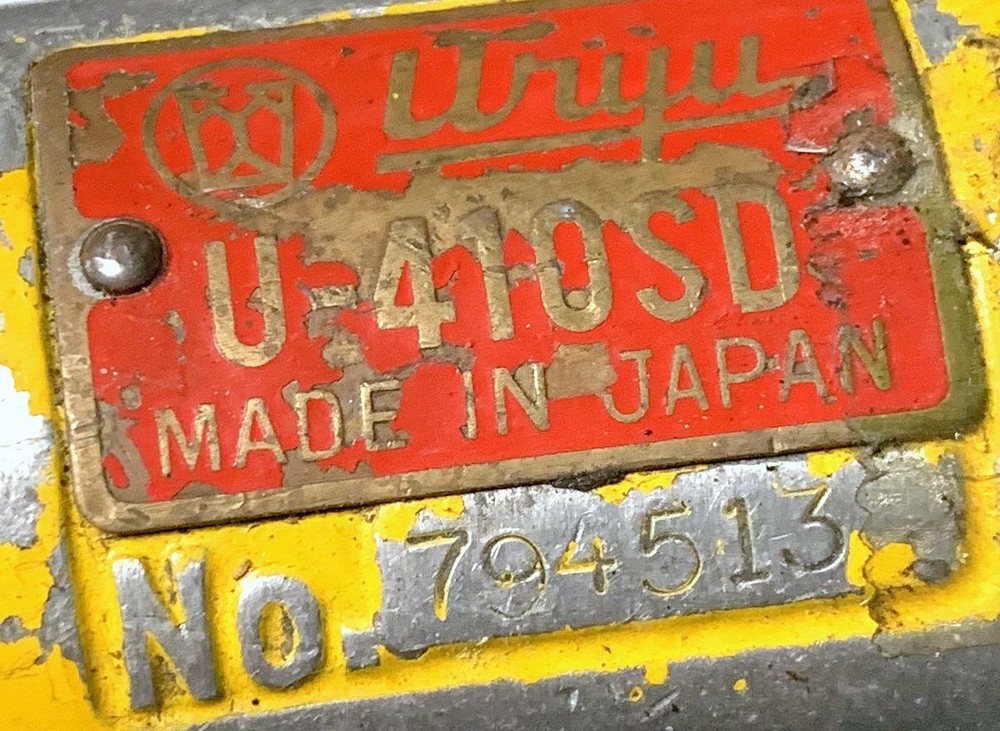 Uryu
U-410SD
MADE IN JAPAN
No. 794513